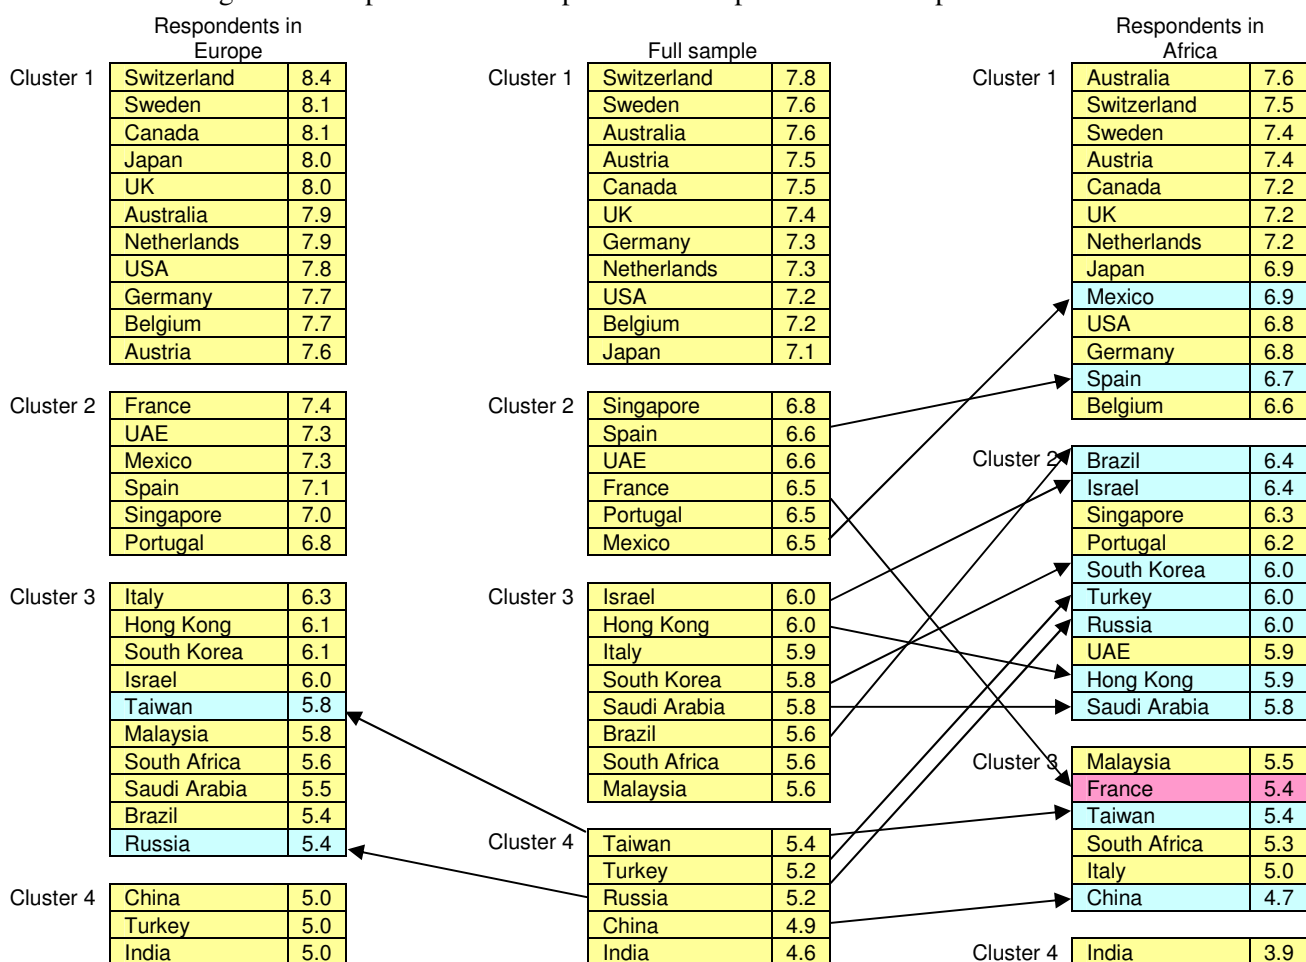 Respondents in
Europe
Cluster 1
Switzerland 8.4
Sweden 8.1
Canada 8.1
Japan 8.0
UK 8.0
Australia 7.9
Netherlands 7.9
USA 7.8
Germany 7.7
Belgium 7.7
Austria 7.6
Cluster 2
France 7.4
UAE 7.3
Mexico 7.3
Spain 7.1
Singapore 7.0
Portugal 6.8
Cluster 3
Italy 6.3
Hong Kong 6.1
South Korea 6.1
Israel 6.0
Taiwan 5.8
Malaysia 5.8
South Africa 5.6
Saudi Arabia 5.5
Brazil 5.4
Russia 5.4
Cluster 4
China 5.0
Turkey 5.0
India 5.0
Full sample
Cluster 1
Switzerland 7.8
Sweden 7.6
Australia 7.6
Austria 7.5
Canada 7.5
UK 7.4
Germany 7.3
Netherlands 7.3
USA 7.2
Belgium 7.2
Japan 7.1
Cluster 2
Singapore 6.8
Spain 6.6
UAE 6.6
France 6.5
Portugal 6.5
Mexico 6.5
Cluster 3
Israel 6.0
Hong Kong 6.0
Italy 5.9
South Korea 5.8
Saudi Arabia 5.8
Brazil 5.6
South Africa 5.6
Malaysia 5.6
Cluster 4
Taiwan 5.4
Turkey 5.2
Russia 5.2
China 4.9
India 4.6
Respondents in
Africa
Cluster 1
Australia 7.6
Switzerland 7.5
Sweden 7.4
Austria 7.4
Canada 7.2
UK 7.2
Netherlands 7.2
Japan 6.9
Mexico 6.9
USA 6.8
Germany 6.8
Spain 6.7
Belgium 6.6
Cluster 2
Brazil 6.4
Israel 6.4
Singapore 6.3
Portugal 6.2
South Korea 6.0
Turkey 6.0
Russia 6.0
UAE 5.9
Hong Kong 5.9
Saudi Arabia 5.8
Cluster 3
Malaysia 5.5
France 5.4
Taiwan 5.4
South Africa 5.3
Italy 5.0
China 4.7
Cluster 4
India 3.9